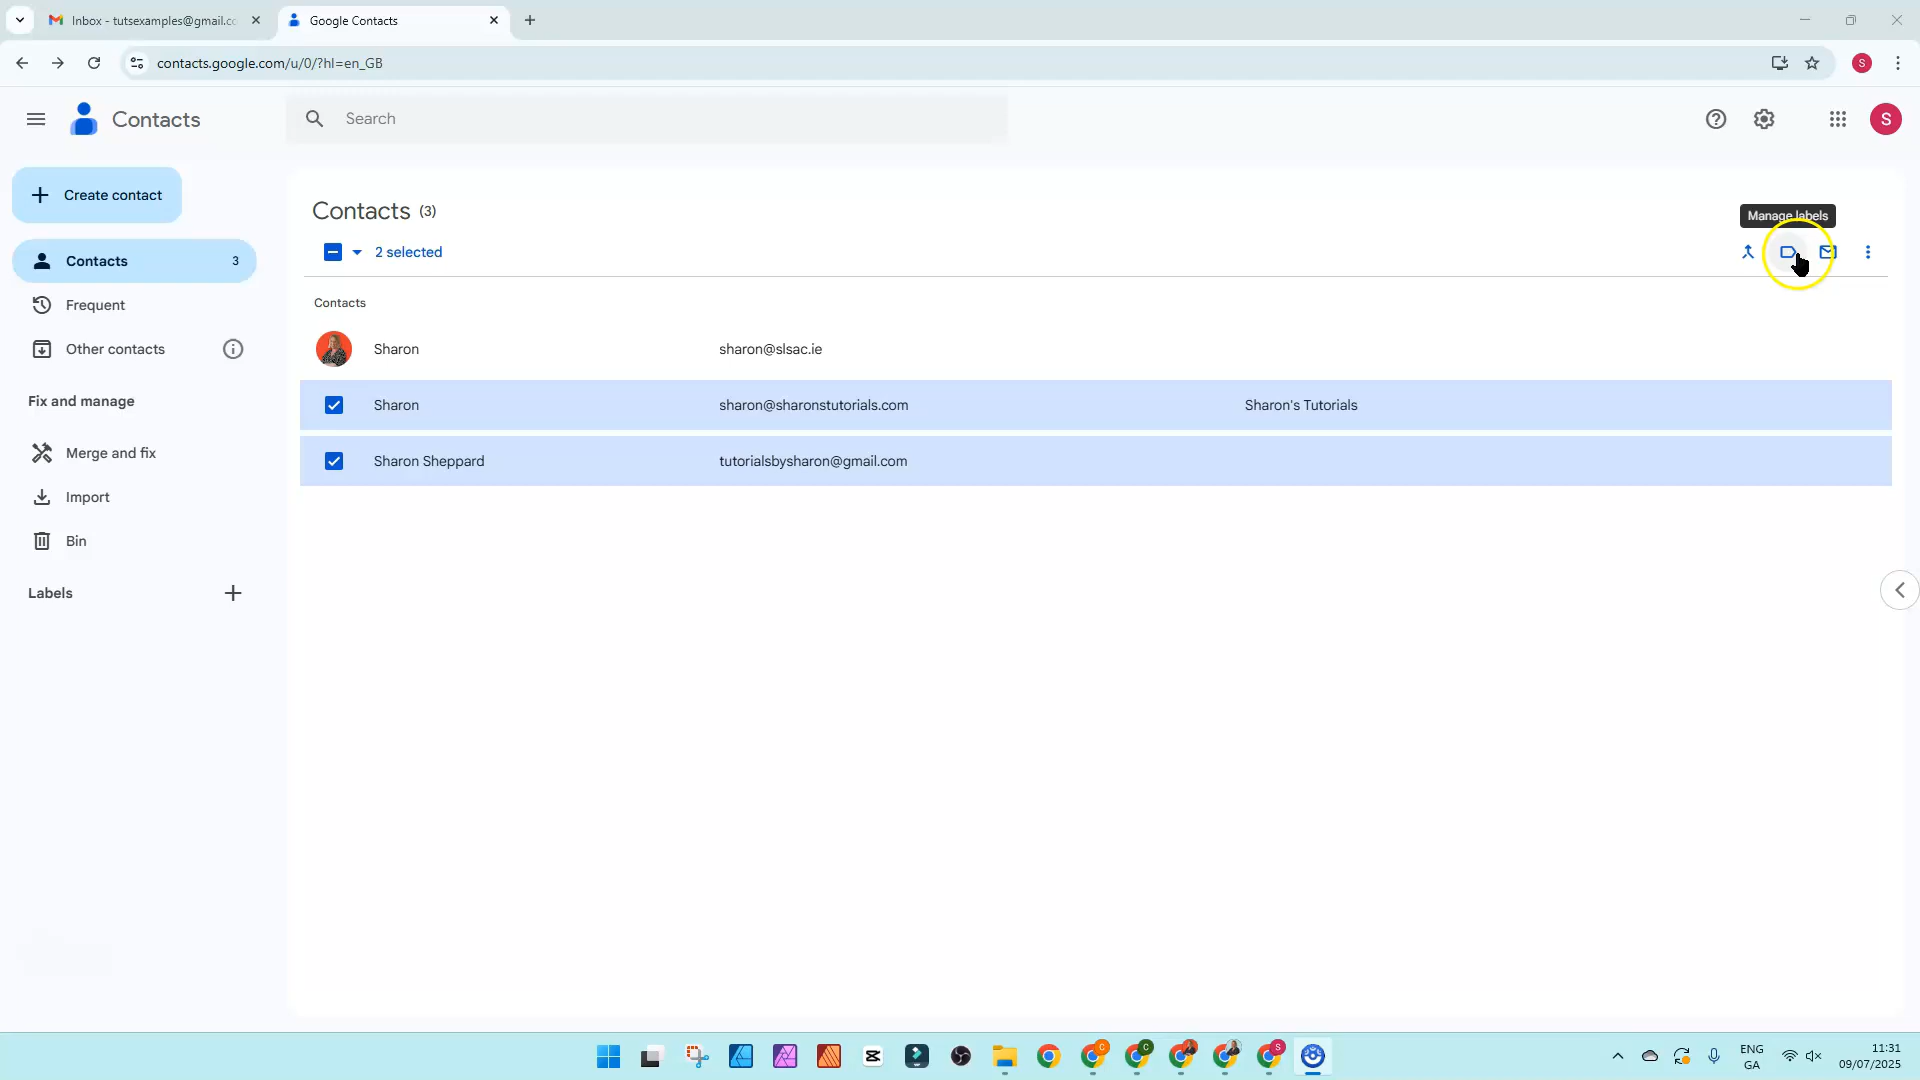 Inbox - tutsexamples@gmail.co
Google Contacts
contacts.google.com/u/0/?hl=en_GB
S
Contacts
Search
S
Create contact
Contacts 3
Frequent
Other contacts
Fix and manage
Merge and fix
Import
Bin
Labels
Contacts (3)
Manage labels
2 selected
Contacts
Sharon sharon@slsac.ie
Sharon sharon@sharonstutorials.com Sharon's Tutorials
Sharon Sheppard tutorialsbysharon@gmail.com
C
C
S
ENG
GA
11:31
09/07/2025